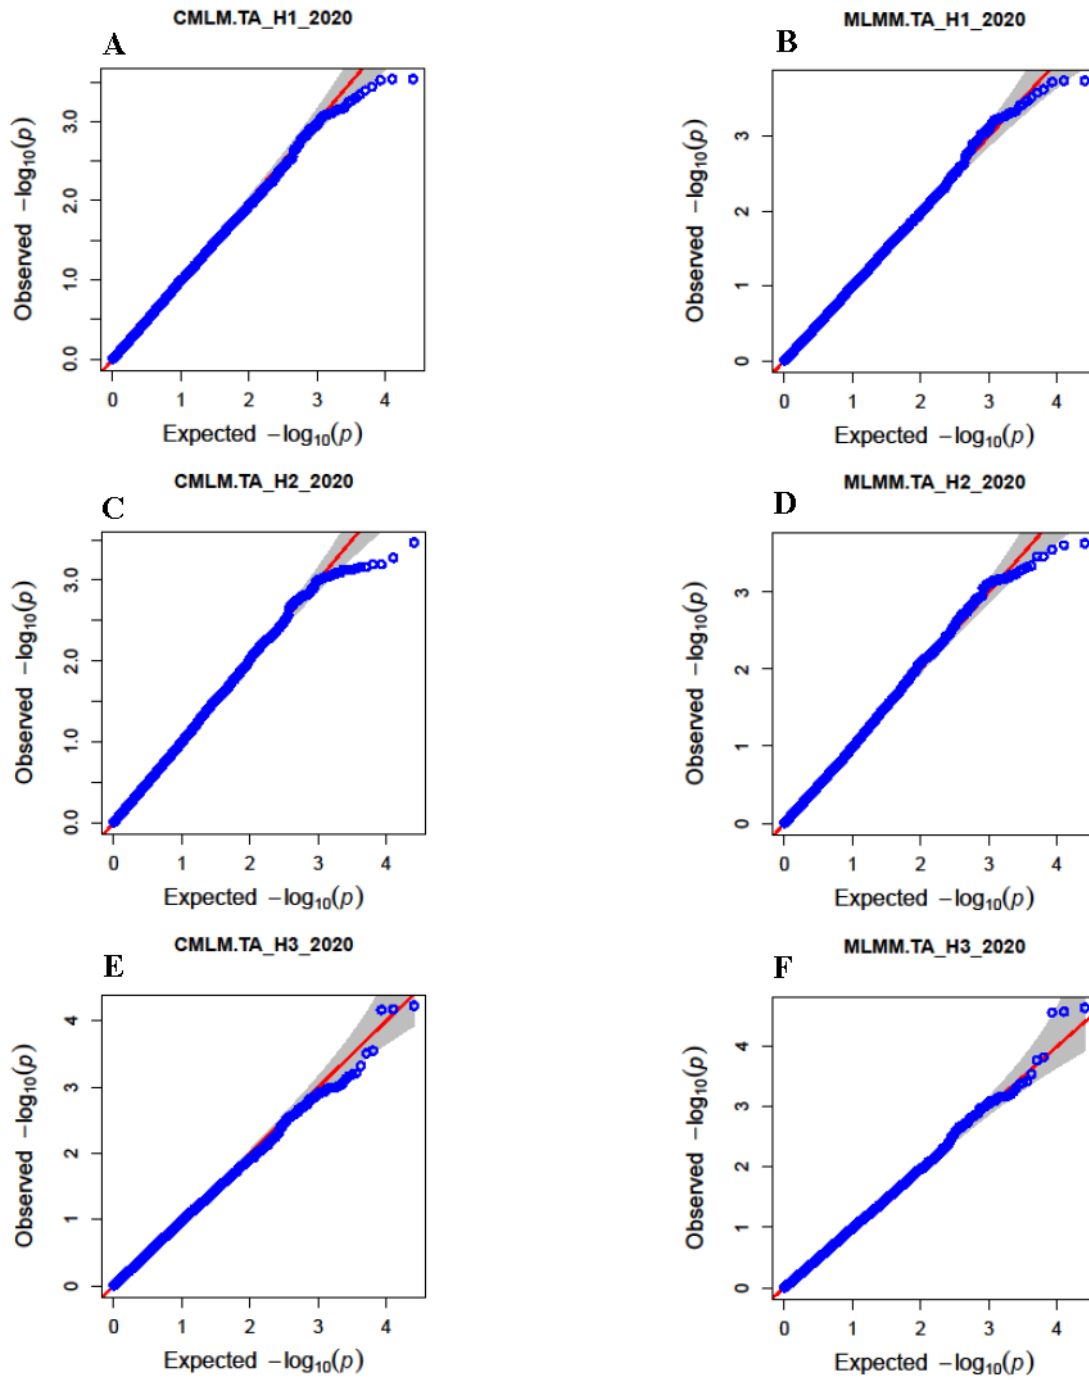 CMLM.TA_H1_2020
A
3.0
2.0
1.0
0.0
Observed −log10(p)
0 1 2 3 4
Expected −log10(p)
MLMM.TA_H1_2020
B
3
2
1
0
Observed −log10(p)
0 1 2 3 4
Expected −log10(p)
CMLM.TA_H2_2020
C
3.0
2.0
1.0
0.0
Observed −log10(p)
0 1 2 3 4
Expected −log10(p)
MLMM.TA_H2_2020
D
3
2
1
0
Observed −log10(p)
0 1 2 3 4
Expected −log10(p)
CMLM.TA_H3_2020
E
4
3
2
1
0
Observed −log10(p)
0 1 2 3 4
Expected −log10(p)
MLMM.TA_H3_2020
F
4
3
2
1
0
Observed −log10(p)
0 1 2 3 4
Expected −log10(p)